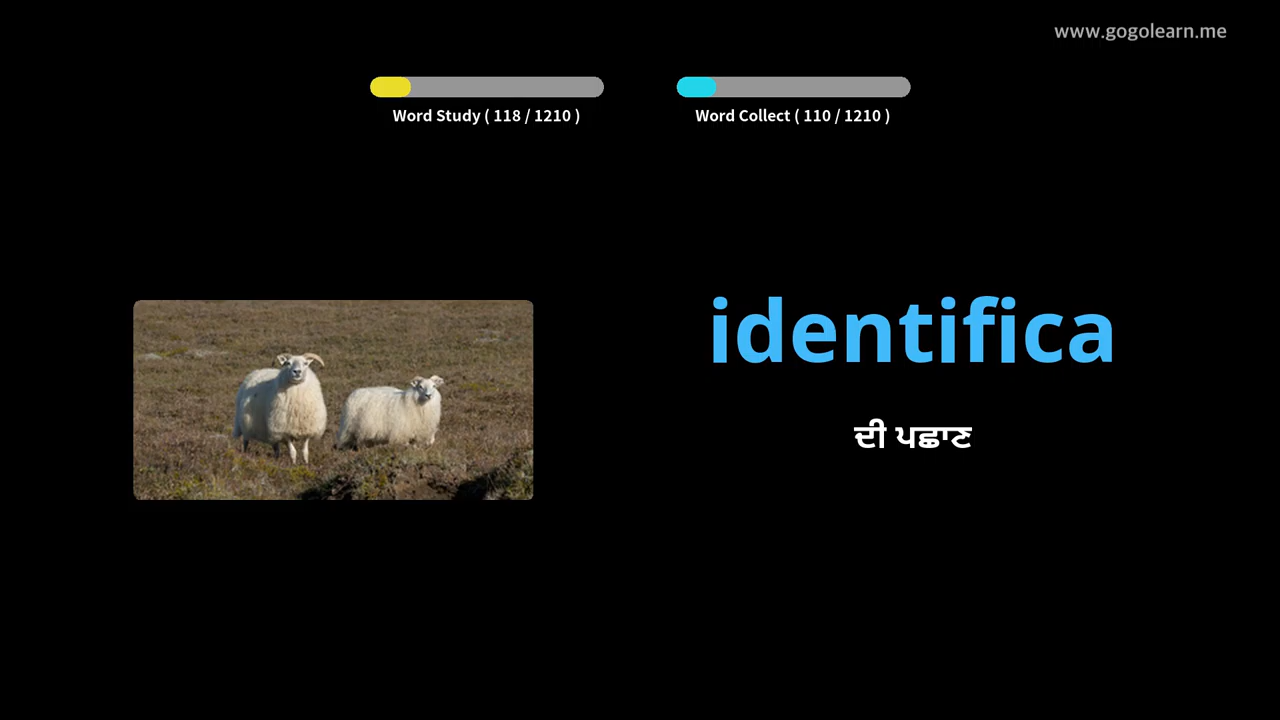 www.gogolearn.me
Word Study ( 118 / 1210 )
Word Collect ( 110 / 1210 )
identifica
ਦੀ ਪਛਾਣ